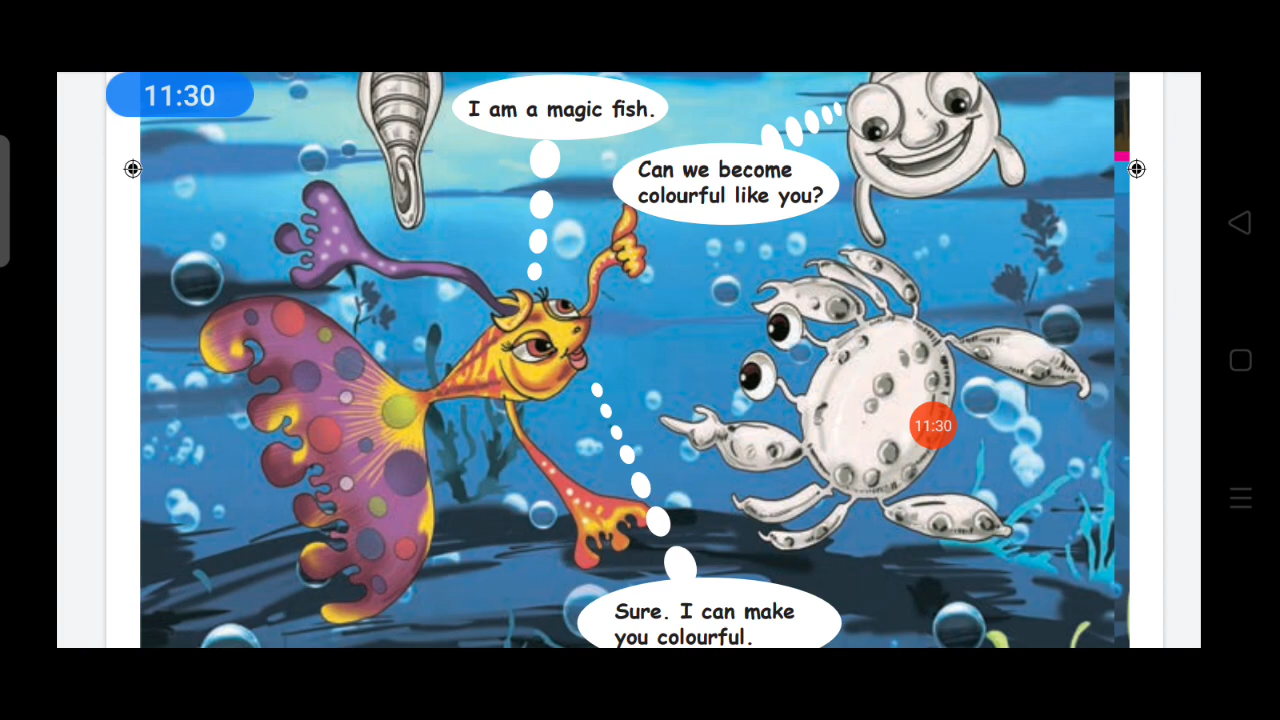 11:30
I am a magic fish.
Can we become
colourful like you?
11:30
Sure. I can make
you colourful.